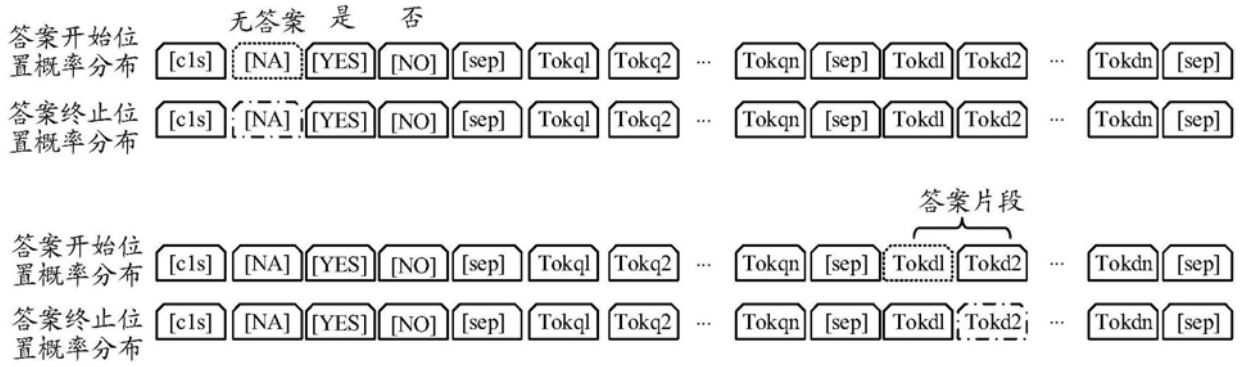 无答案 是 否
答案开始位置概率分布 [c1s] [NA] [YES] [NO] [sep] Tokql Tokq2 ... Tokqn [sep] Tokdl Tokd2 ... Tokdn [sep]
答案终止位置概率分布 [c1s] [NA] [YES] [NO] [sep] Tokql Tokq2 ... Tokqn [sep] Tokdl Tokd2 ... Tokdn [sep]
答案片段
答案开始位置概率分布 [c1s] [NA] [YES] [NO] [sep] Tokql Tokq2 ... Tokqn [sep] Tokdl Tokd2 ... Tokdn [sep]
答案终止位置概率分布 [c1s] [NA] [YES] [NO] [sep] Tokql Tokq2 ... Tokqn [sep] Tokdl Tokd2 ... Tokdn [sep]